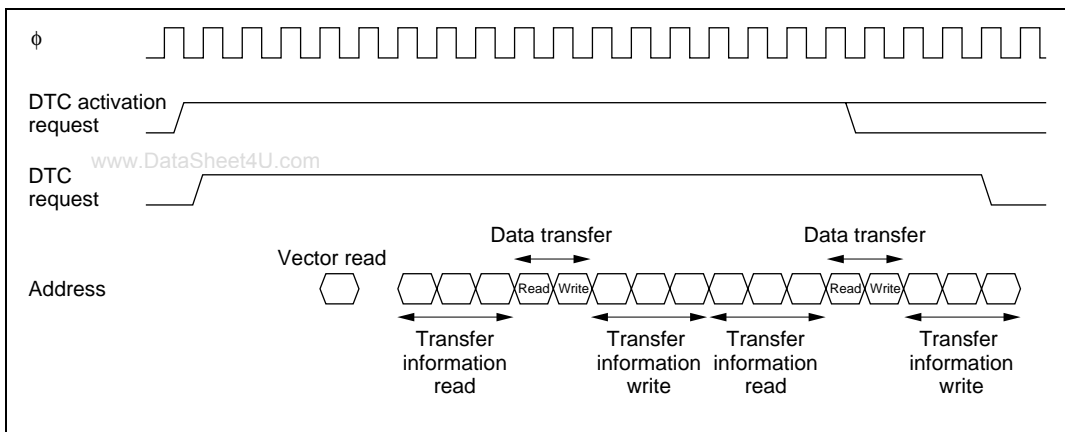 φ
DTC activation
request
www.DataSheet4U.com
DTC
request
Data transfer
Data transfer
Vector read
Address
Read
Write
Read
Write
Transfer
information
read
Transfer
information
write
Transfer
information
read
Transfer
information
write